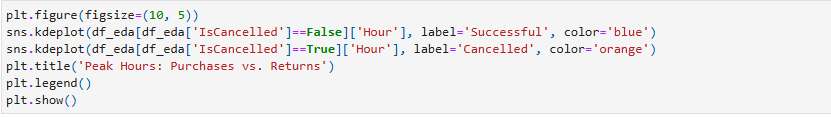 plt.figure(figsize=(10, 5))
sns.kdeplot(df_eda[df_eda['IsCancelled']==False]['Hour'], label='Successful', color='blue')
sns.kdeplot(df_eda[df_eda['IsCancelled']==True]['Hour'], label='Cancelled', color='orange')
plt.title('Peak Hours: Purchases vs. Returns')
plt.legend()
plt.show()